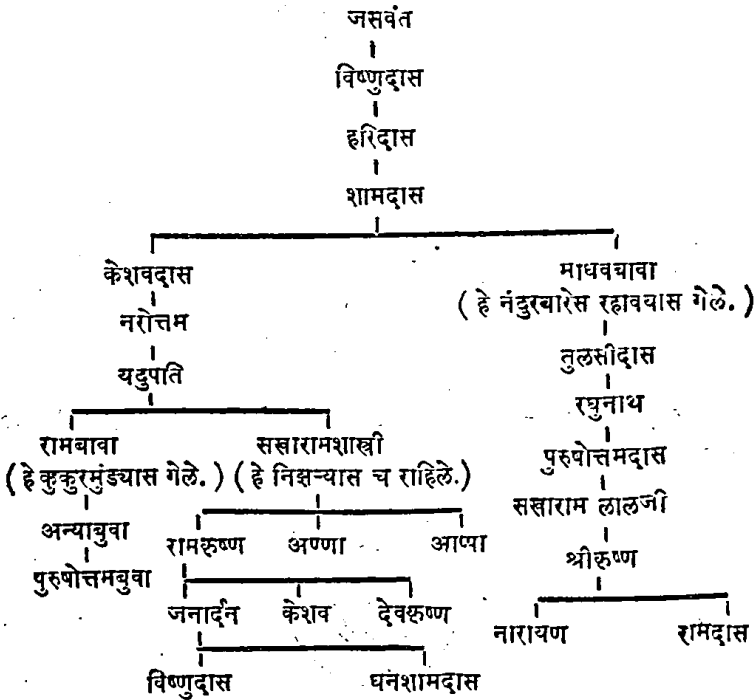 जसवंत
विष्णुदास
हरिदास
शामदास
केशवदास माधवबावा
( हे नंदुरबारेस रहावयास गेले. )
नरोत्तम
तुलसीदास
यदुपति
रघुनाथ
रामबावा सखारामशास्त्री
पुरुषोत्तमदास
( हे कुकुरमुंड्यास गेले. ) ( हे निझऱ्यास च राहिले. )
सखाराम लालजी
अन्याबुवा रामकृष्ण अण्णा आप्पा
श्रीकृष्ण
पुरुषोत्तमबुवा
जनार्दन केशव देवकृष्ण
नारायण रामदास
विष्णुदास घनशामदास